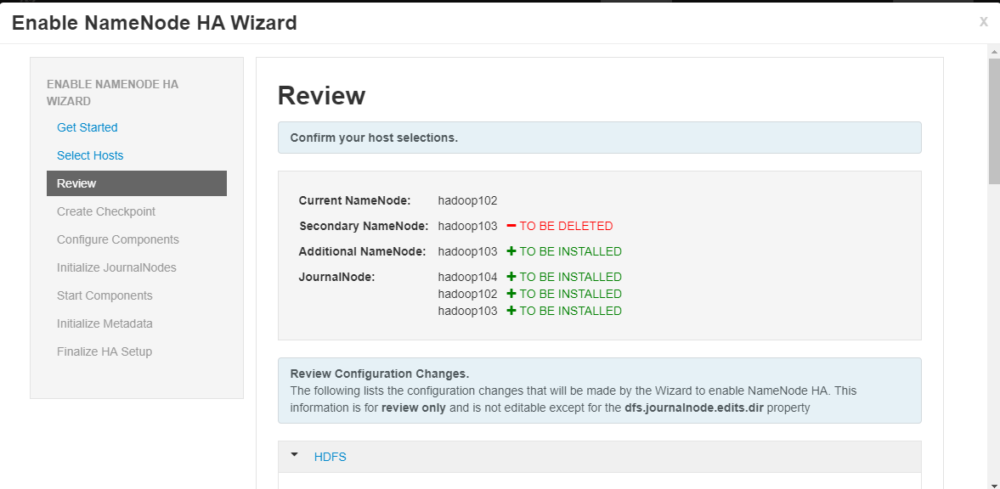 Enable NameNode HA Wizard
X
ENABLE NAMENODE HA
WIZARD
Get Started
Select Hosts
Review
Create Checkpoint
Configure Components
Initialize JournalNodes
Start Components
Initialize Metadata
Finalize HA Setup
Review
Confirm your host selections.
Current NameNode: hadoop102
Secondary NameNode: hadoop103 TO BE DELETED
Additional NameNode: hadoop103 TO BE INSTALLED
JournalNode: hadoop104 TO BE INSTALLED
hadoop102 TO BE INSTALLED
hadoop103 TO BE INSTALLED
Review Configuration Changes.
The following lists the configuration changes that will be made by the Wizard to enable NameNode HA. This
information is for review only and is not editable except for the dfs.journalnode.edits.dir property
HDFS